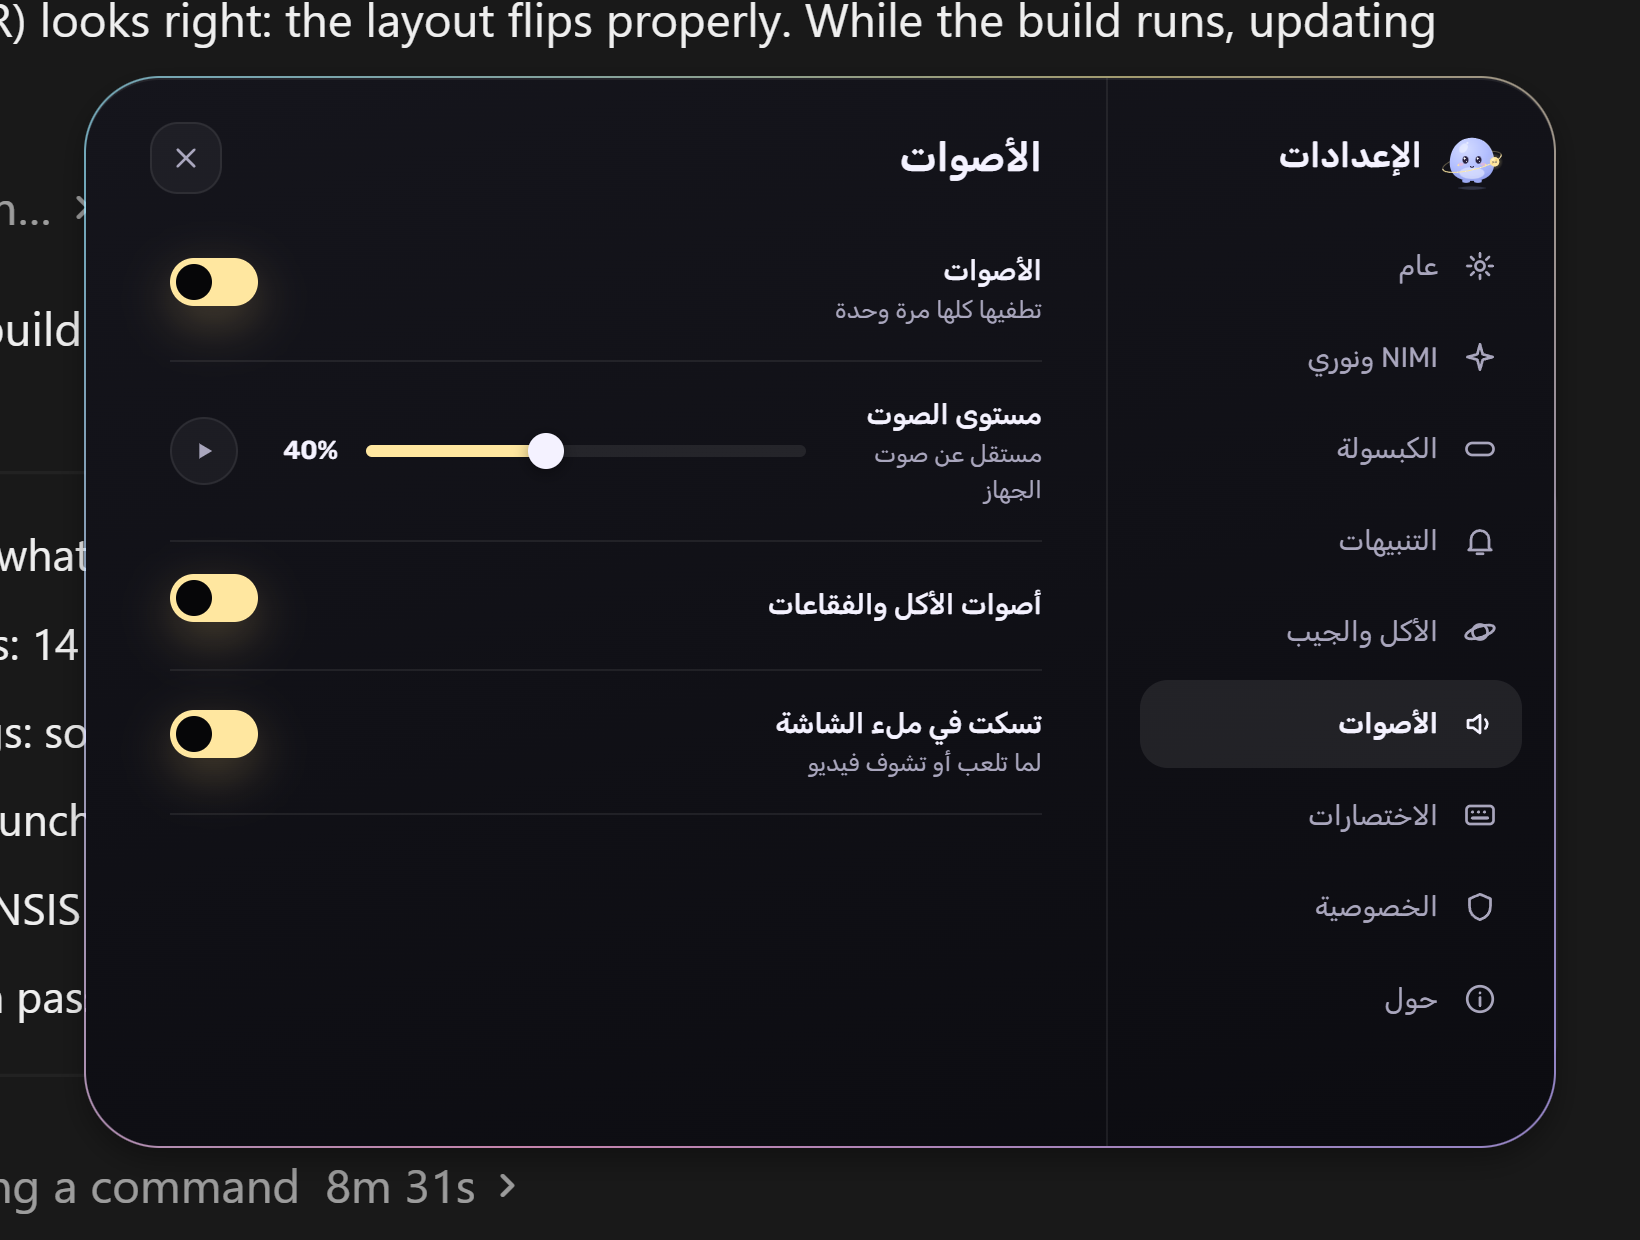 R) looks right: the layout flips properly. While the build runs, updating
الإعدادات
عام
NIMI ونوري
الكبسولة
التنبيهات
الأكل والجيب
الأصوات
الاختصارات
الخصوصية
حول
الأصوات
الأصوات
تطفيها كلها مرة وحدة
مستوى الصوت
مستقل عن صوت
الجهاز
40%
أصوات الأكل والفقاعات
تسكت في ملء الشاشة
لما تلعب أو تشوف فيديو
build
what
s: 14
gs: so
unch
NSIS
pas
ng a command 8m 31s